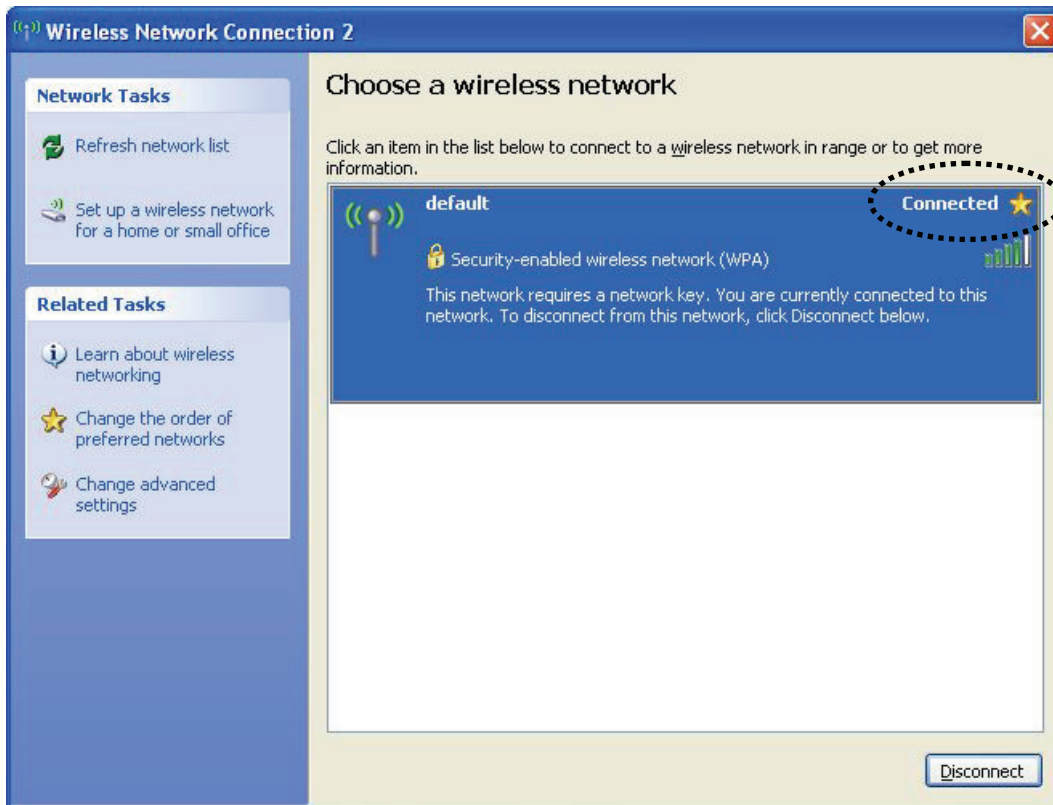 Wireless Network Connection 2
Network Tasks
Refresh network list
Set up a wireless network
for a home or small office
Related Tasks
Learn about wireless
networking
Change the order of
preferred networks
Change advanced
settings
Choose a wireless network
Click an item in the list below to connect to a wireless network in range or to get more
information.
default
Connected
Security-enabled wireless network (WPA)
This network requires a network key. You are currently connected to this
network. To disconnect from this network, click Disconnect below.
Disconnect